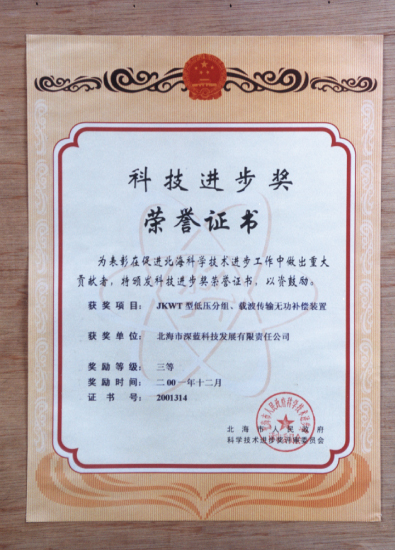 科技进步奖
荣誉证书
为表彰在促进北海科学技术进步工作中做出重大
贡献者，特颁发科技进步奖荣誉证书，以资鼓励。
获奖项目： JKWT 型低压分组、载波传输无功补偿装置
获奖单位： 北海市深蓝科技发展有限责任公司
奖励等级： 三等
奖励时间： 二00一年十二月
证书号： 2001314
北海市人民政府
科学技术进步奖评审委员会